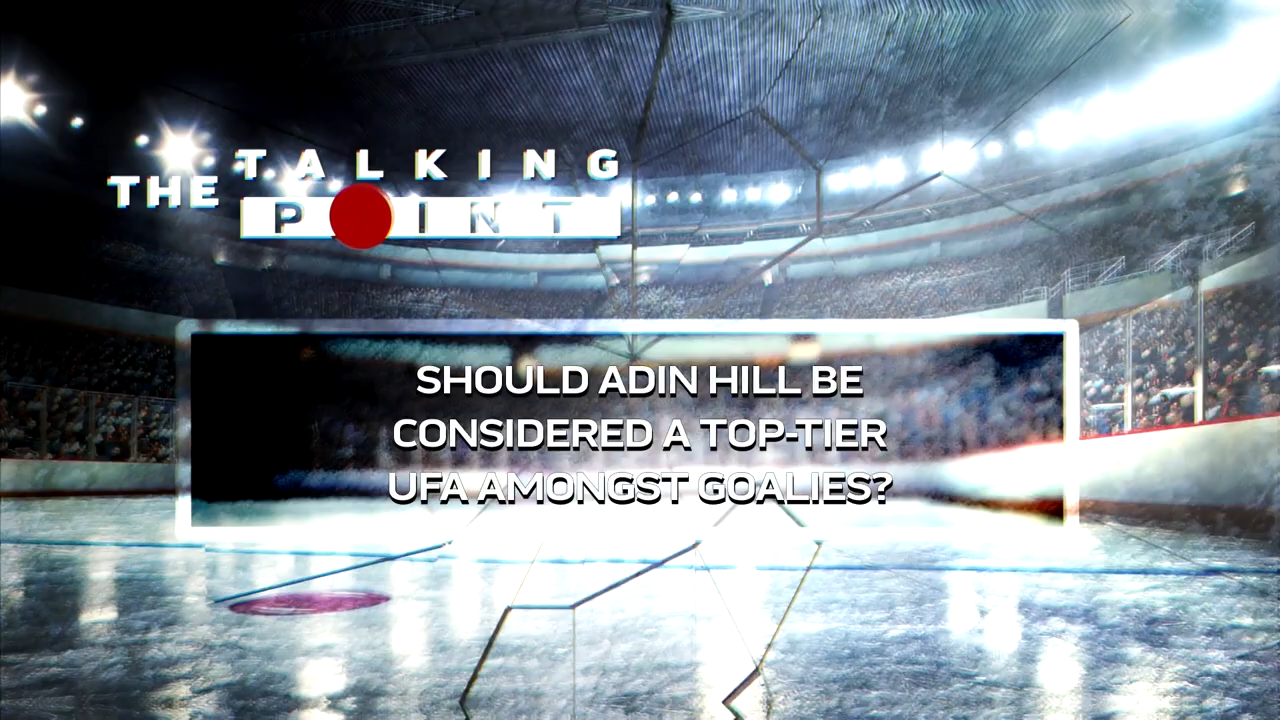 THE TALKING
POINT
SHOULD ADIN HILL BE
CONSIDERED A TOP-TIER
UFA AMONGST GOALIES?